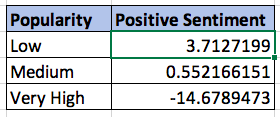 Popularity Positive Sentiment
Low 3.7127199
Medium 0.552166151
Very High -14.6789473